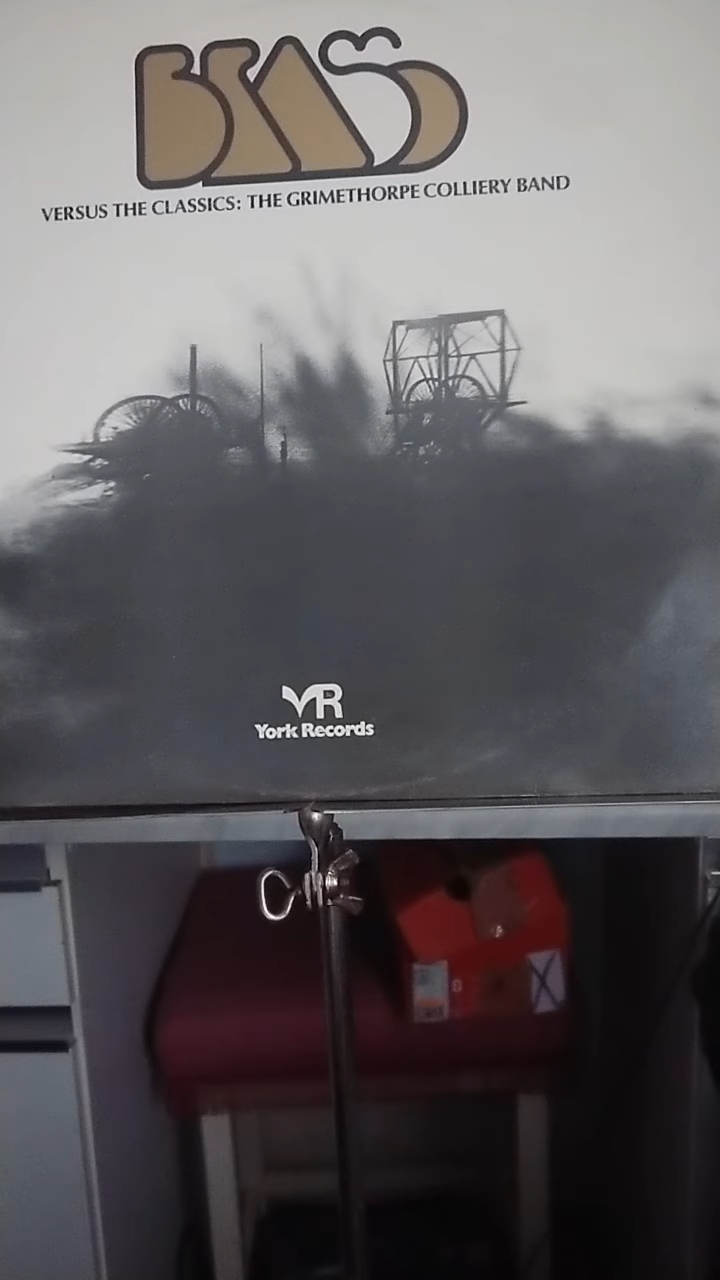 BRASS
VERSUS THE CLASSICS: THE GRIMETHORPE COLLIERY BAND
YR
York Records